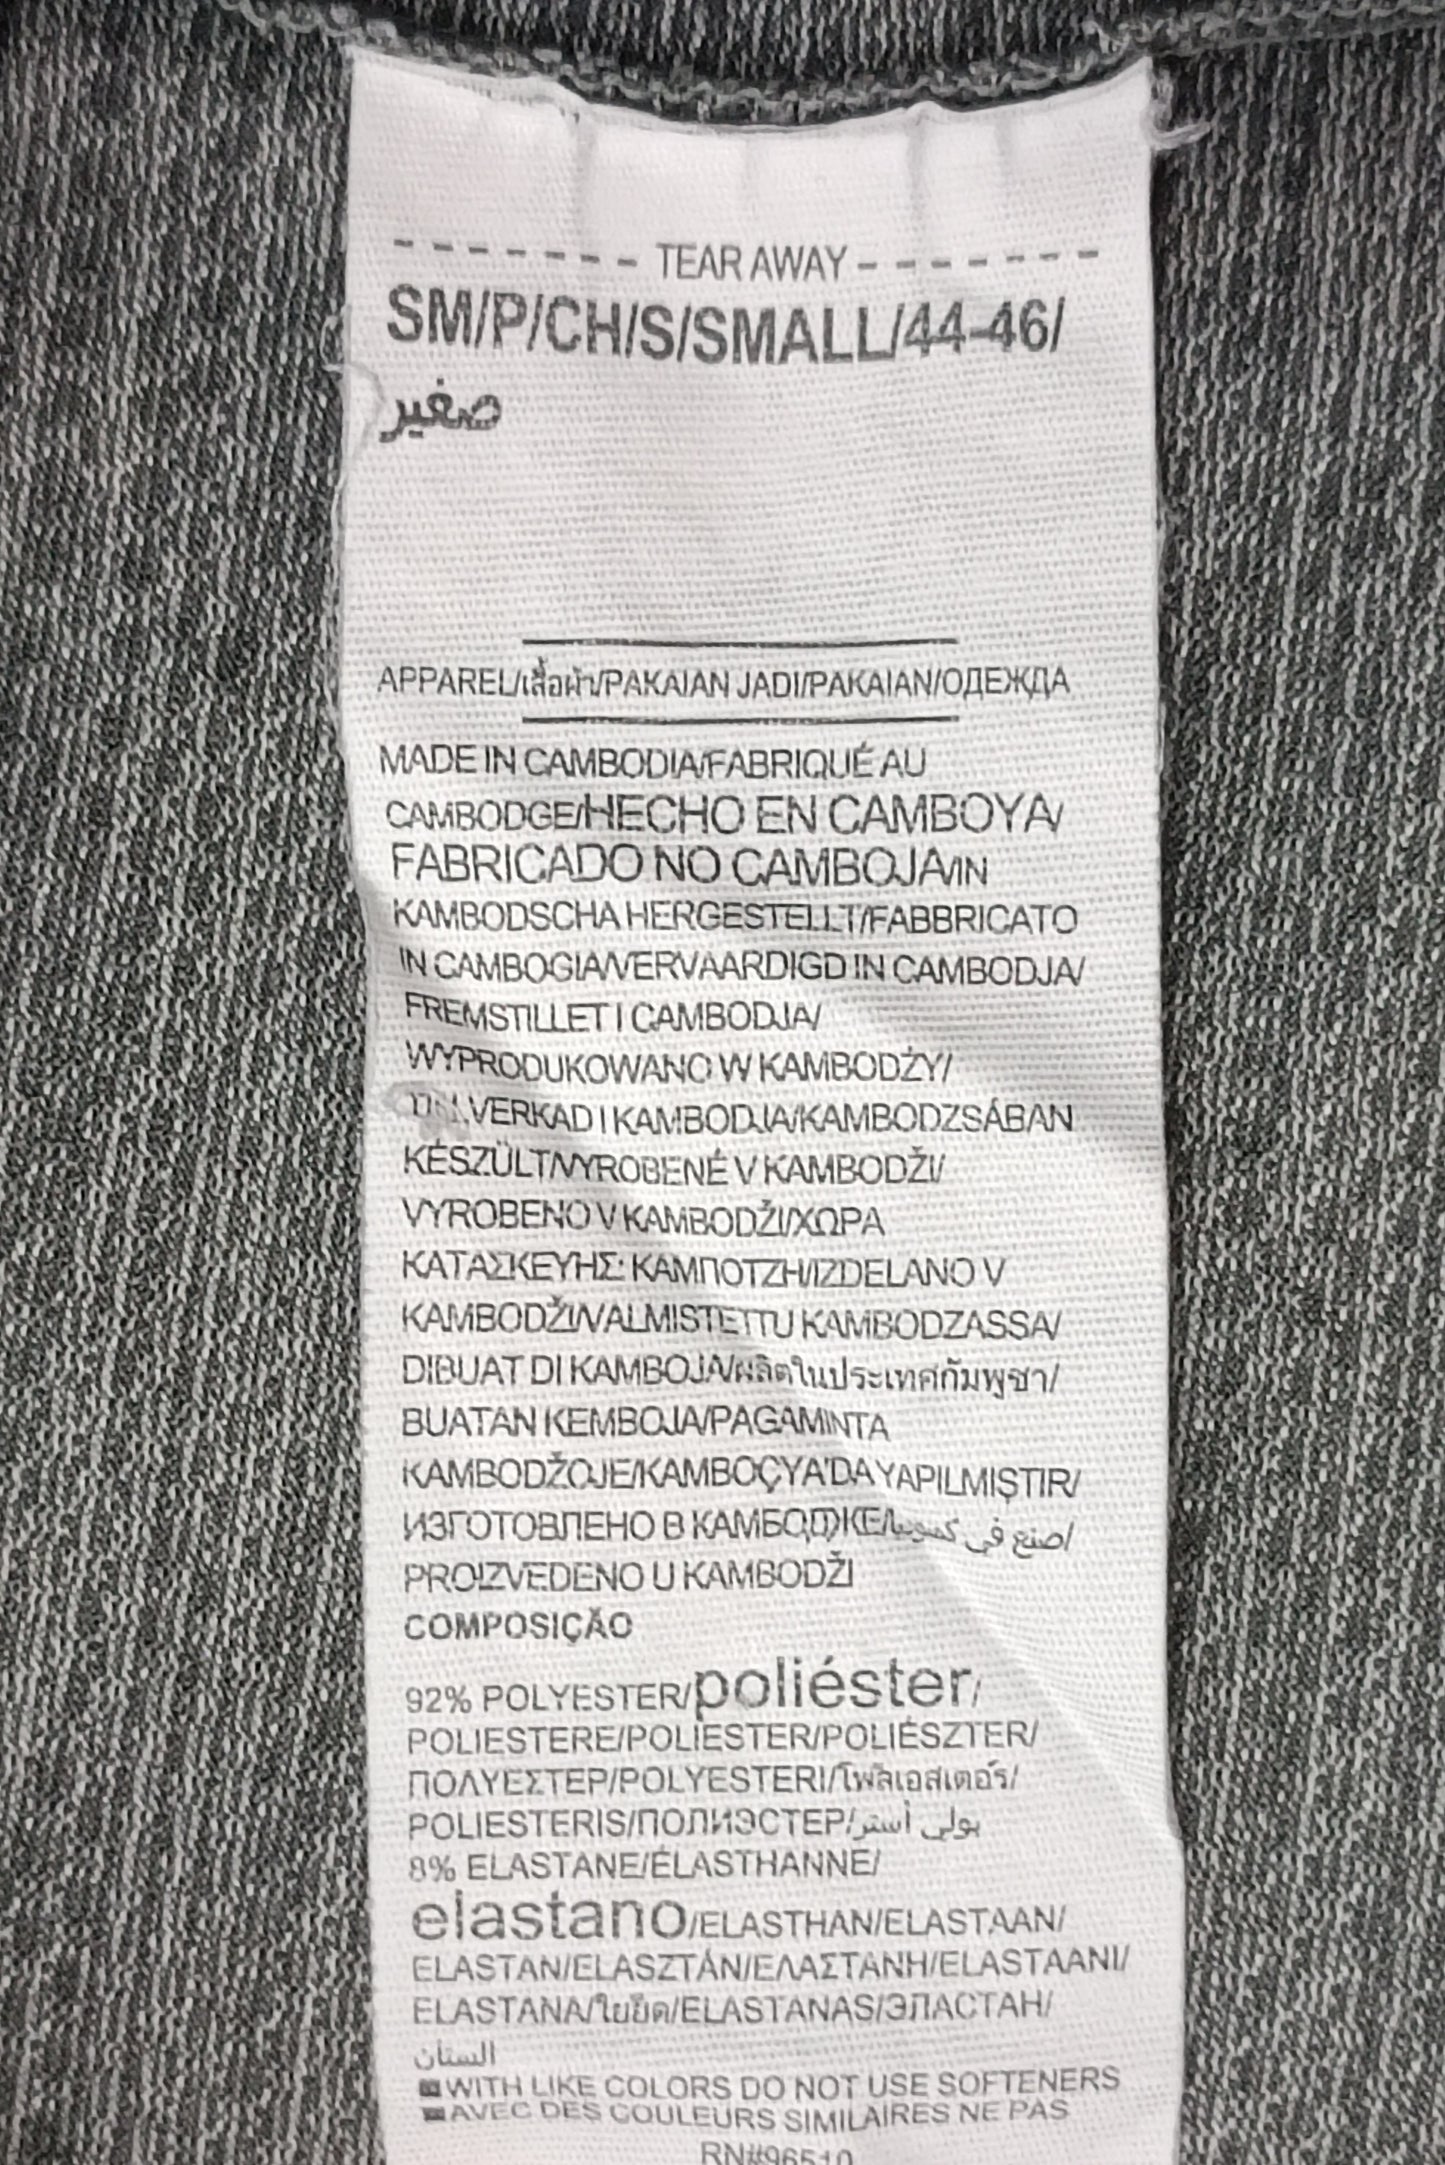 TEAR AWAY
SM/P/CH/S/SMALL/44-46/
صغير
APPAREL/เสื้อผ้า/PAKAIAN JADI/PAKAIAN/ОДЕЖДА
MADE IN CAMBODIA/FABRIQUÉ AU
CAMBODGE/HECHO EN CAMBOYA/
FABRICADO NO CAMBOJA/IN
KAMBODSCHA HERGESTELLT/FABBRICATO
IN CAMBOGIA/VERVAARDIGD IN CAMBODJA/
FREMSTILLET I CAMBODJA/
WYPRODUKOWANO W KAMBODŻY/
I KAMBODJA/KAMBODZSÁBAN
KÉSZÜLT/VYROBENÉ V KAMBODŽI/
VYROBENO V KAMBODŽI/ΧΩΡΑ
ΚΑΤΑΣΚΕΥΗΣ: ΚΑΜΠΟΤΖΗ/IZDELANO V
KAMBODŽI/VALMISTETTU KAMBODZASSA/
DIBUAT DI KAMBOJA/ผลิตในประเทศกัมพูชา/
BUATAN KEMBOJA/PAGAMINTA
KAMBODŽOJE/KAMBOÇYA'DA YAPILMIŞTIR/
ИЗГОТОВЛЕНО В КАМБОДЖЕ/صنع في كمبوديا/
PROIZVEDENO U KAMBODŽI
COMPOSIÇÃO
92% POLYESTER/poliéster/
POLIESTERE/POLIESTER/POLIÉSZTER/
ΠΟΛΥΕΣΤΕΡ/POLYESTERI/โพลีเอสเตอร์/
POLIESTERIS/ПОЛИЭСТЕР/بولي أستر
8% ELASTANE/ÉLASTHANNE/
elastano/ELASTHAN/ELASTAAN/
ELASTAN/ELASZTÁN/ΕΛΑΣΤΑΝΗ/ELASTAANI/
ELASTANA/ใยยืด/ELASTANAS/ЭЛАСТАН/
الستان
WITH LIKE COLORS DO NOT USE SOFTENERS
AVEC DES COULEURS SIMILAIRES NE PAS
RN#96510